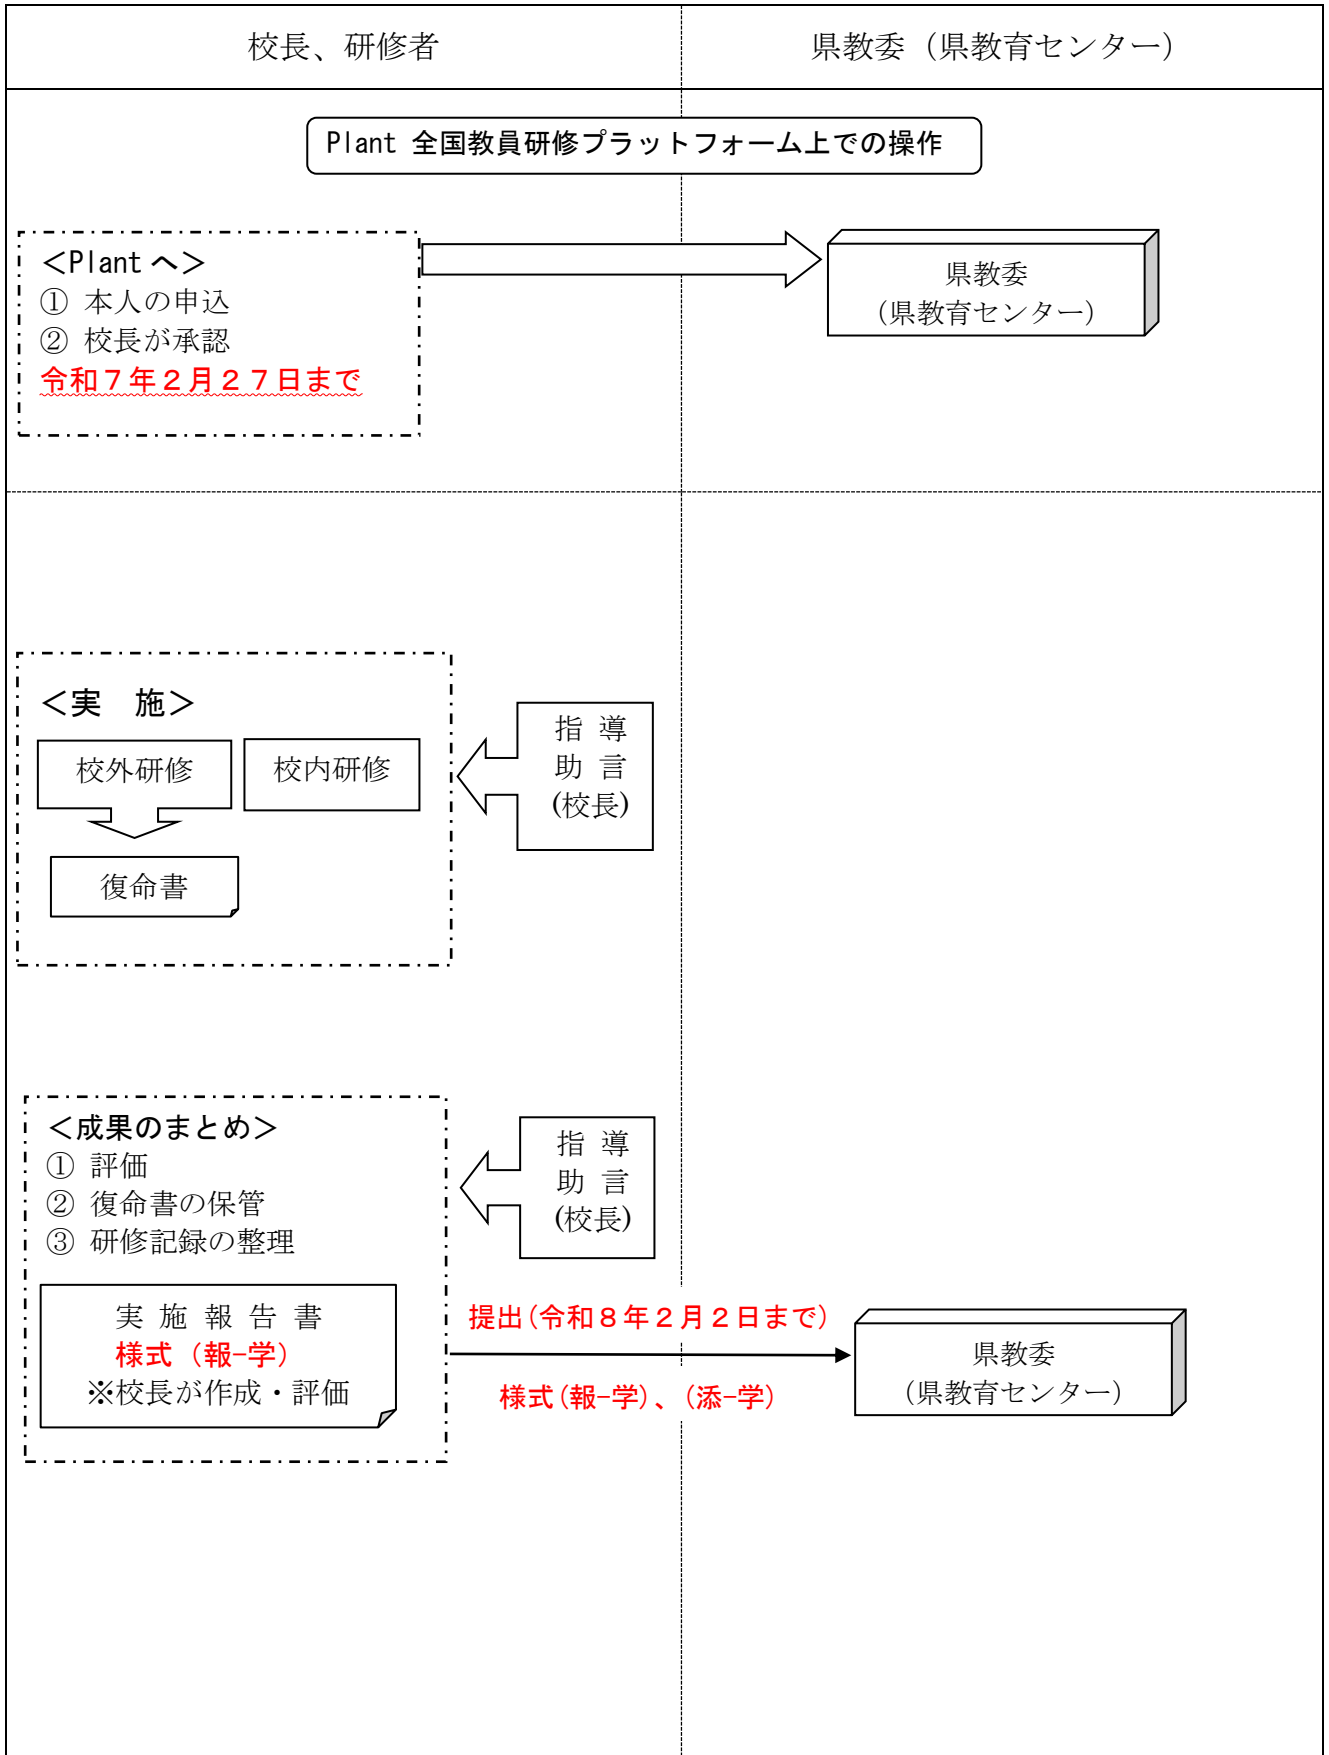 校長、研修者
県教委（県教育センター）
Plant 全国教員研修プラットフォーム上での操作
＜Plant へ＞
① 本人の申込
② 校長が承認
令和７年２月２７日まで
県教委
（県教育センター）
＜実　施＞
校外研修
校内研修
復命書
指 導
助 言
(校長)
＜成果のまとめ＞
① 評価
② 復命書の保管
③ 研修記録の整理
実 施 報 告 書
様式（報−学）
※校長が作成・評価
指 導
助 言
(校長)
提出(令和８年２月２日まで)
様式(報−学)、(添−学)
県教委
（県教育センター）